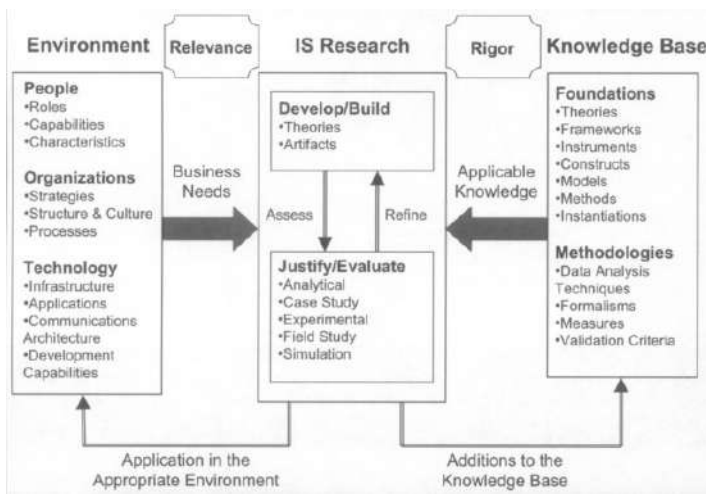 Environment
Relevance
IS Research
Rigor
Knowledge Base
People
•Roles
•Capabilities
•Characteristics
Organizations
•Strategies
•Structure & Culture
•Processes
Technology
•Infrastructure
•Applications
•Communications
Architecture
•Development
Capabilities
Business
Needs
Develop/Build
•Theories
•Artifacts
Assess
Refine
Justify/Evaluate
•Analytical
•Case Study
•Experimental
•Field Study
•Simulation
Applicable
Knowledge
Foundations
•Theories
•Frameworks
•Instruments
•Constructs
•Models
•Methods
•Instantiations
Methodologies
•Data Analysis
Techniques
•Formalisms
•Measures
•Validation Criteria
Application in the
Appropriate Environment
Additions to the
Knowledge Base